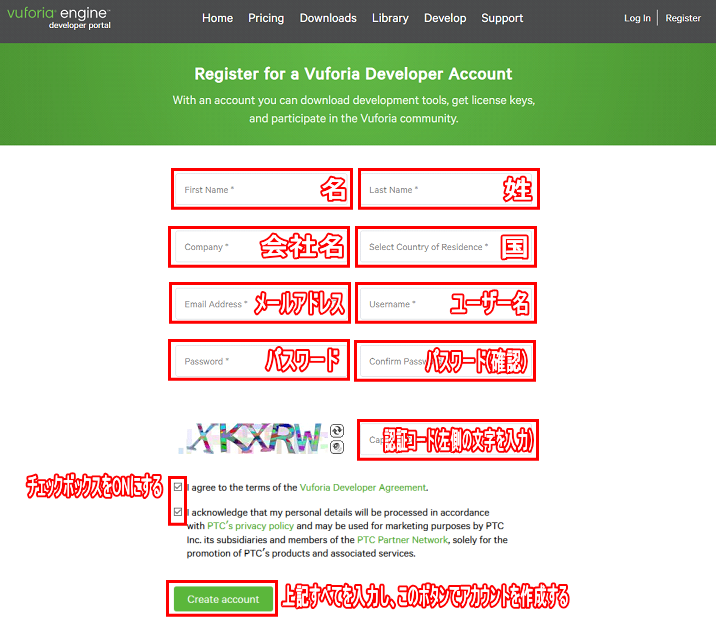 vuforia engine™
developer portal
Home Pricing Downloads Library Develop Support
Log In Register
Register for a Vuforia Developer Account
With an account you can download development tools, get license keys,
and participate in the Vuforia community.
First Name * 名
Last Name * 姓
Company * 会社名
Select Country of Residence * 国
Email Address * メールアドレス
Username * ユーザー名
Password * パスワード
Confirm パスワード(確認)
XKXRW
認証コード(左側の文字を入力)
チェックボックスをONにする
I agree to the terms of the Vuforia Developer Agreement.
I acknowledge that my personal details will be processed in accordance
with PTC's privacy policy and may be used for marketing purposes by PTC
Inc. its subsidiaries and members of the PTC Partner Network, solely for the
promotion of PTC's products and associated services.
Create account
上記すべてを入力し、このボタンでアカウントを作成する